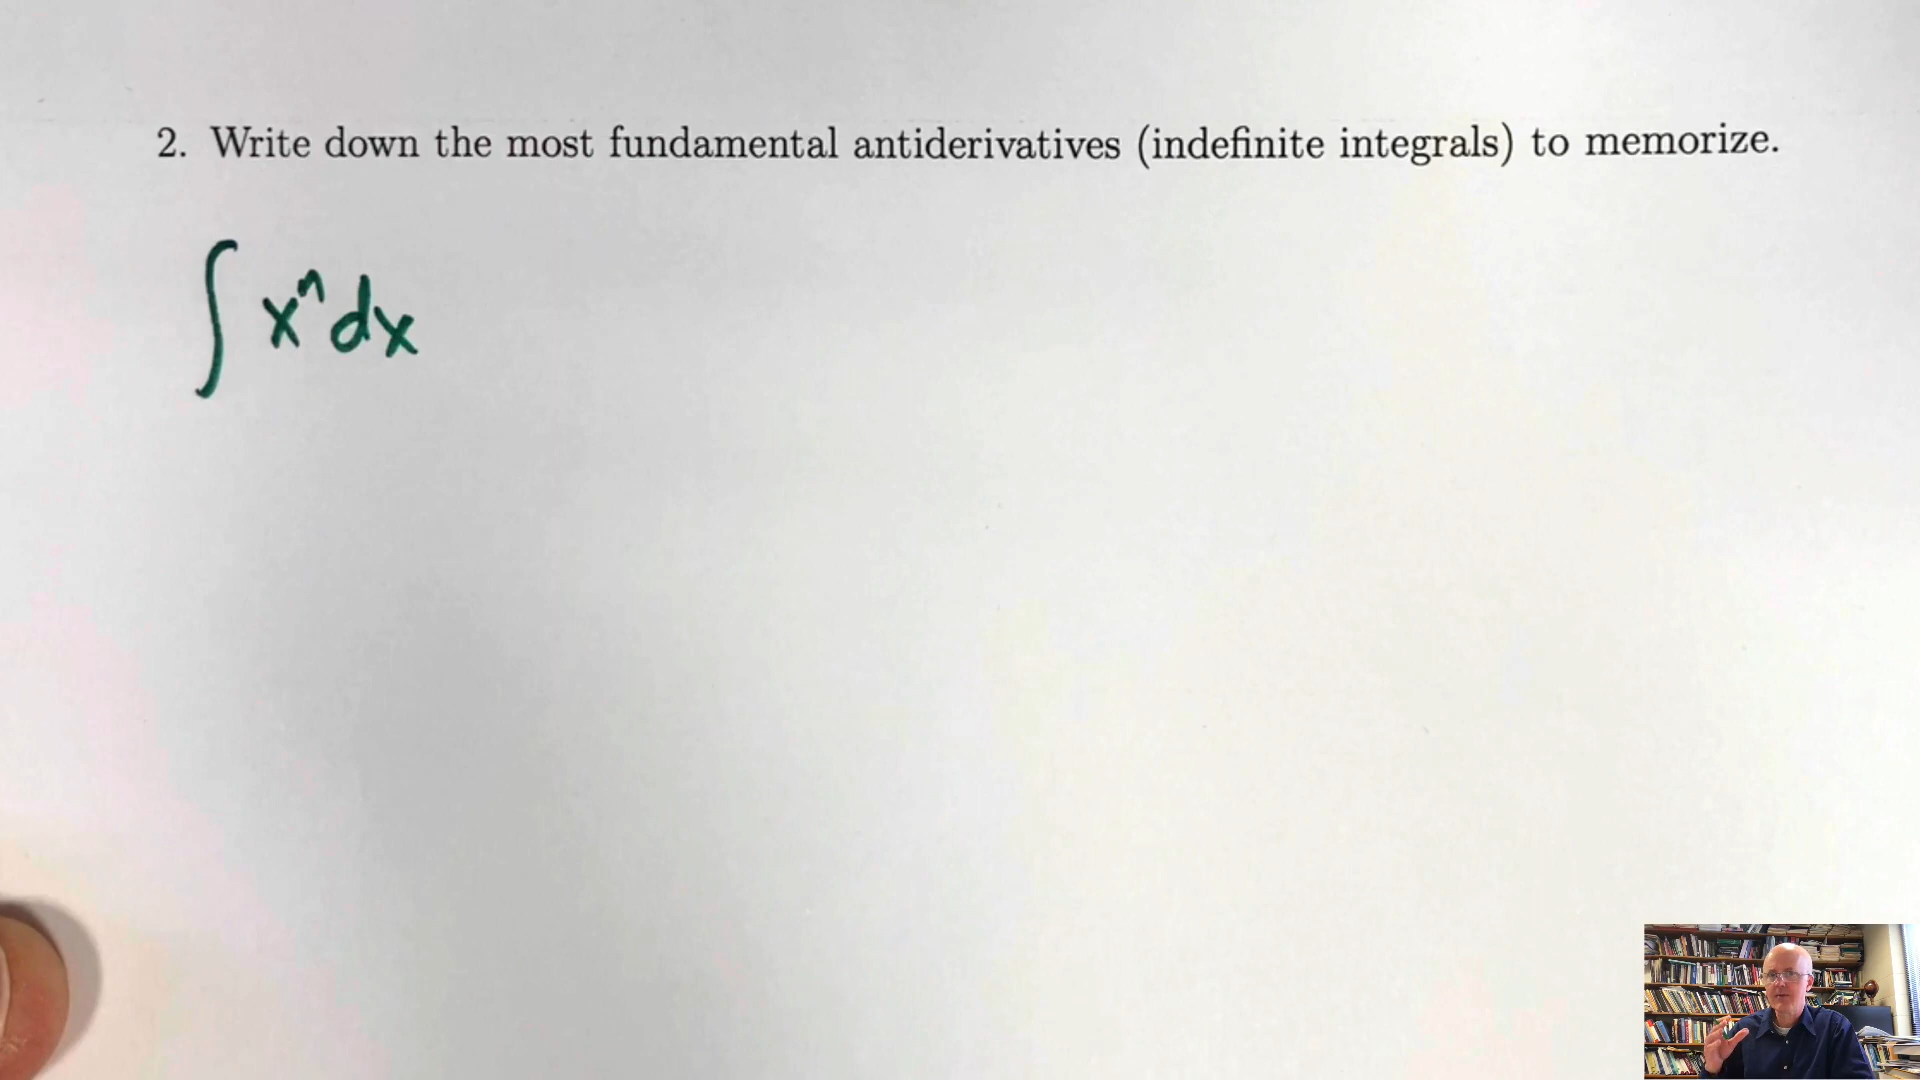 2. Write down the most fundamental antiderivatives (indefinite integrals) to memorize.
∫ xⁿ dx